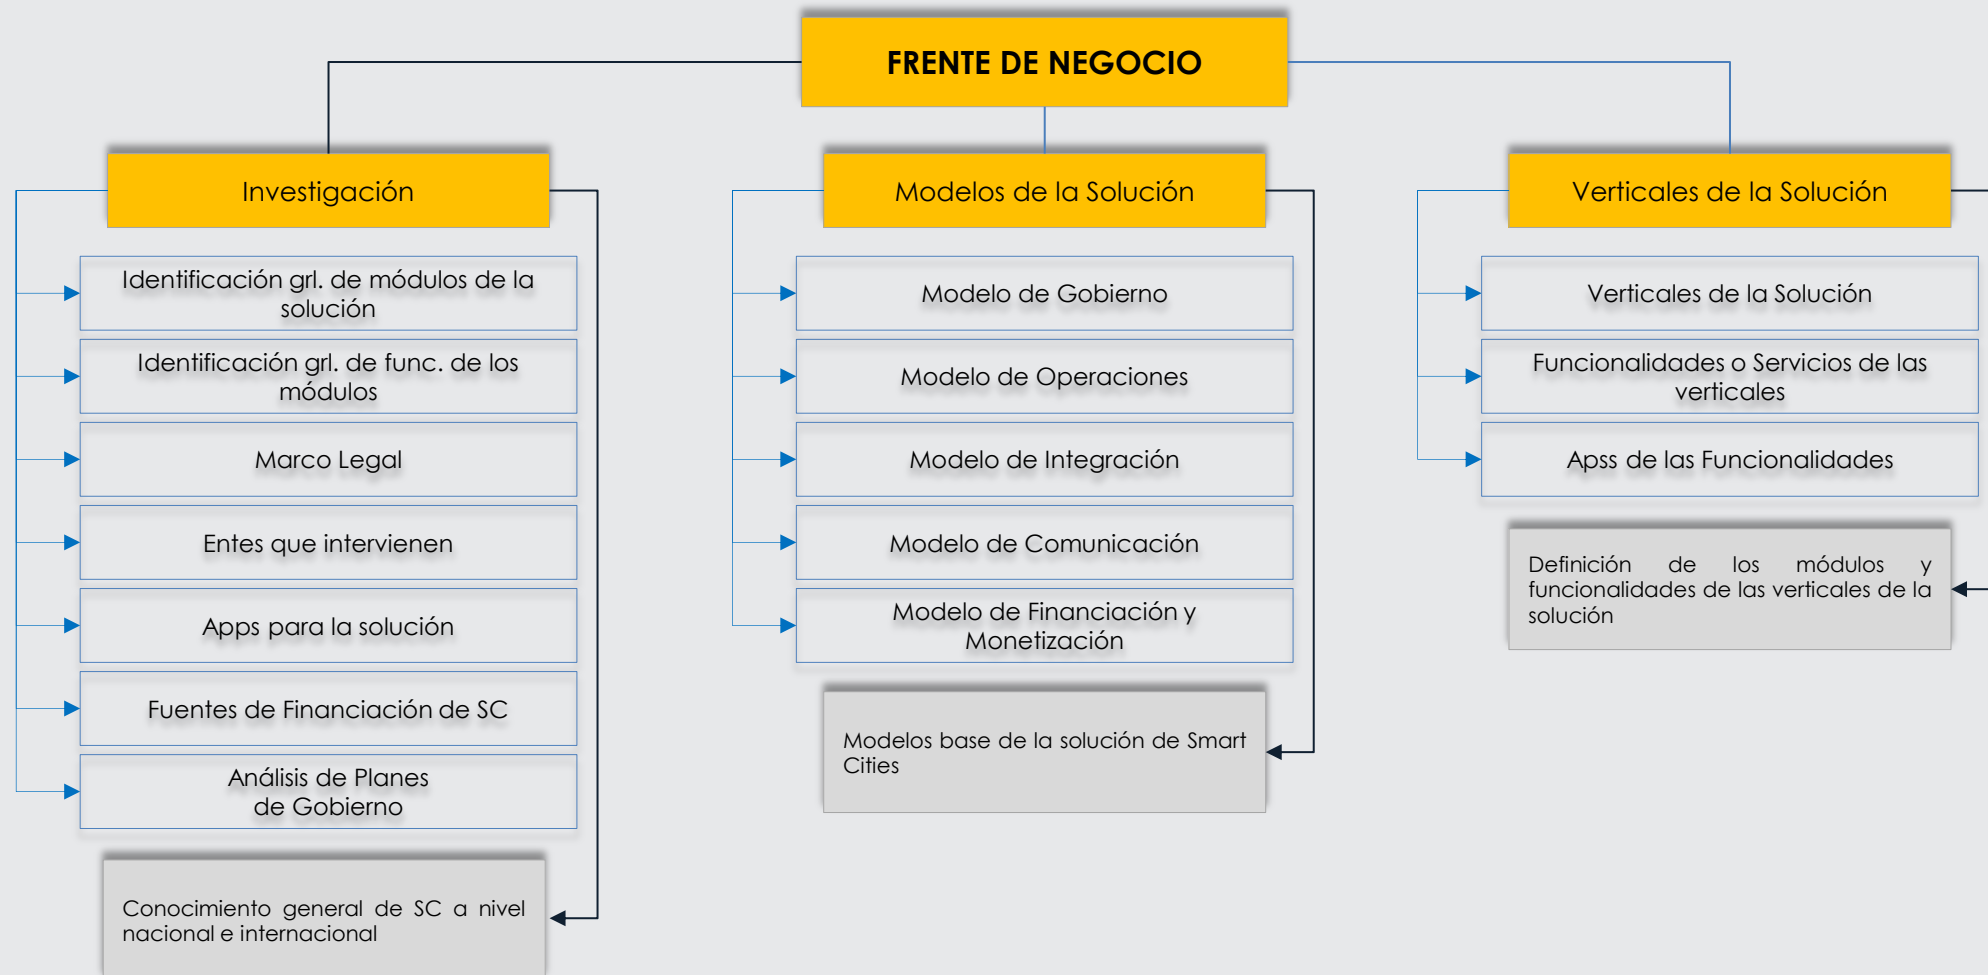 FRENTE DE NEGOCIO
Investigación
Identificación grl. de módulos de la
solución
Identificación grl. de func. de los
módulos
Marco Legal
Entes que intervienen
Apps para la solución
Fuentes de Financiación de SC
Análisis de Planes
de Gobierno
Conocimiento general de SC a nivel
nacional e internacional
Modelos de la Solución
Modelo de Gobierno
Modelo de Operaciones
Modelo de Integración
Modelo de Comunicación
Modelo de Financiación y
Monetización
Modelos base de la solución de Smart
Cities
Verticales de la Solución
Verticales de la Solución
Funcionalidades o Servicios de las
verticales
Apss de las Funcionalidades
Definición de los módulos y
funcionalidades de las verticales de la
solución